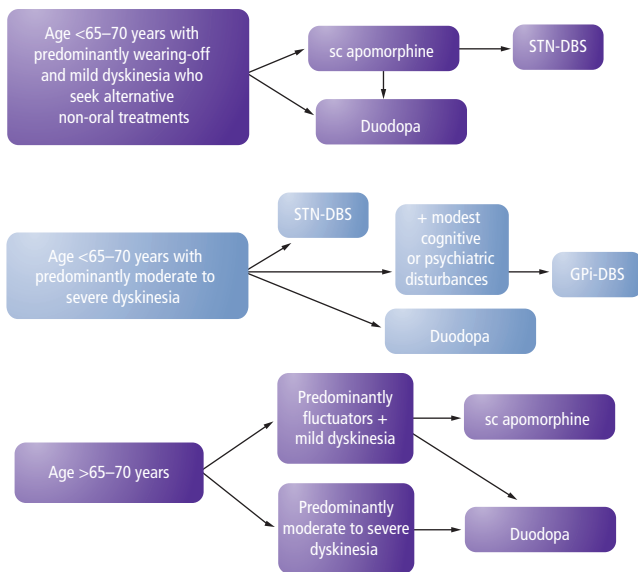 Age <65–70 years with
predominantly wearing-off
and mild dyskinesia who
seek alternative
non-oral treatments
sc apomorphine
STN-DBS
Duodopa
Age <65–70 years with
predominantly moderate to
severe dyskinesia
STN-DBS
+ modest
cognitive
or psychiatric
disturbances
GPi-DBS
Duodopa
Age >65–70 years
Predominantly
fluctuators +
mild dyskinesia
sc apomorphine
Predominantly
moderate to severe
dyskinesia
Duodopa